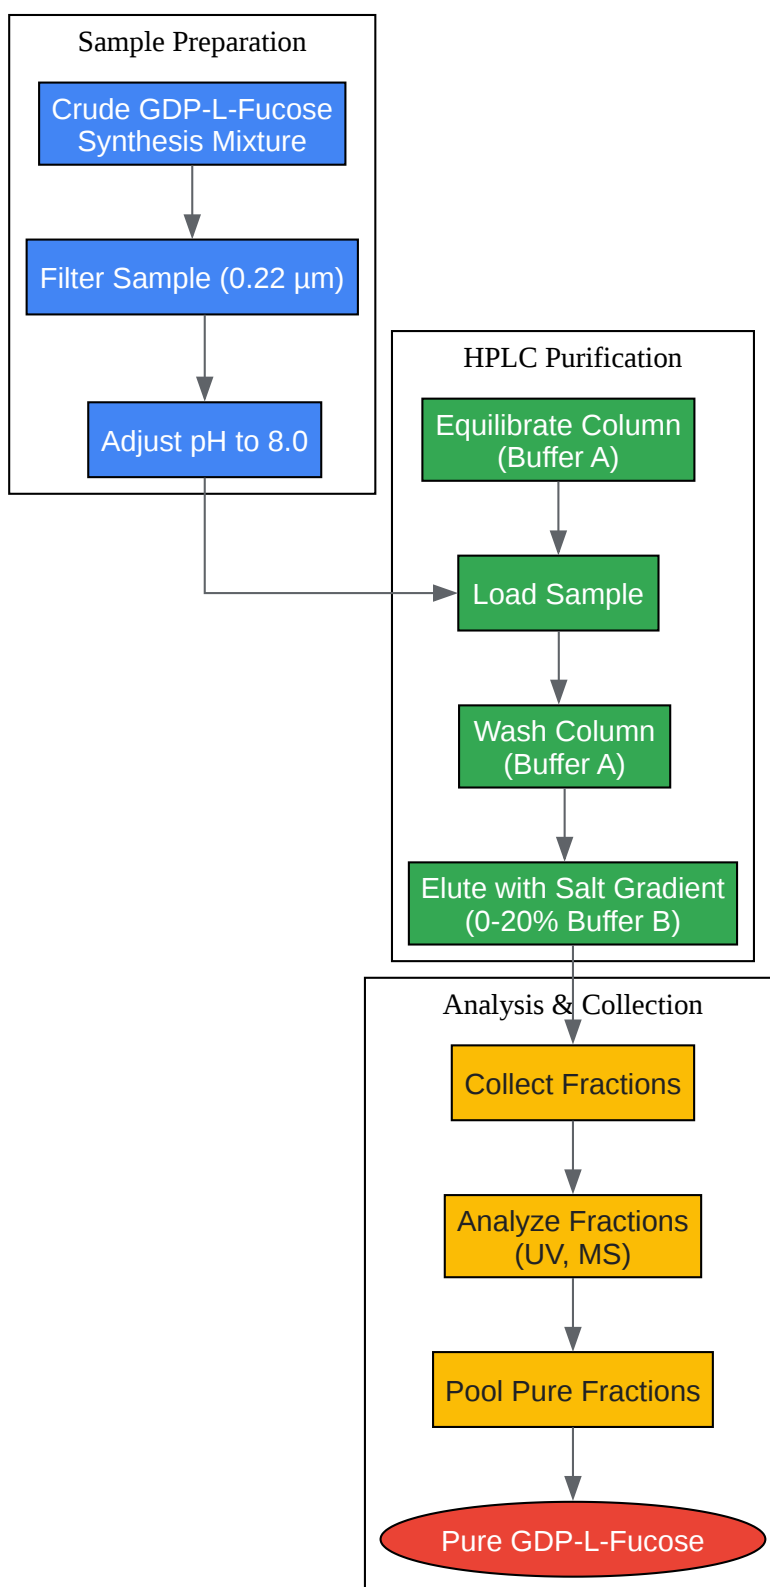 Sample Preparation
Crude GDP-L-Fucose
Synthesis Mixture
Filter Sample (0.22 µm)
Adjust pH to 8.0
HPLC Purification
Equilibrate Column
(Buffer A)
Load Sample
Wash Column
(Buffer A)
Elute with Salt Gradient
(0-20% Buffer B)
Analysis & Collection
Collect Fractions
Analyze Fractions
(UV, MS)
Pool Pure Fractions
Pure GDP-L-Fucose